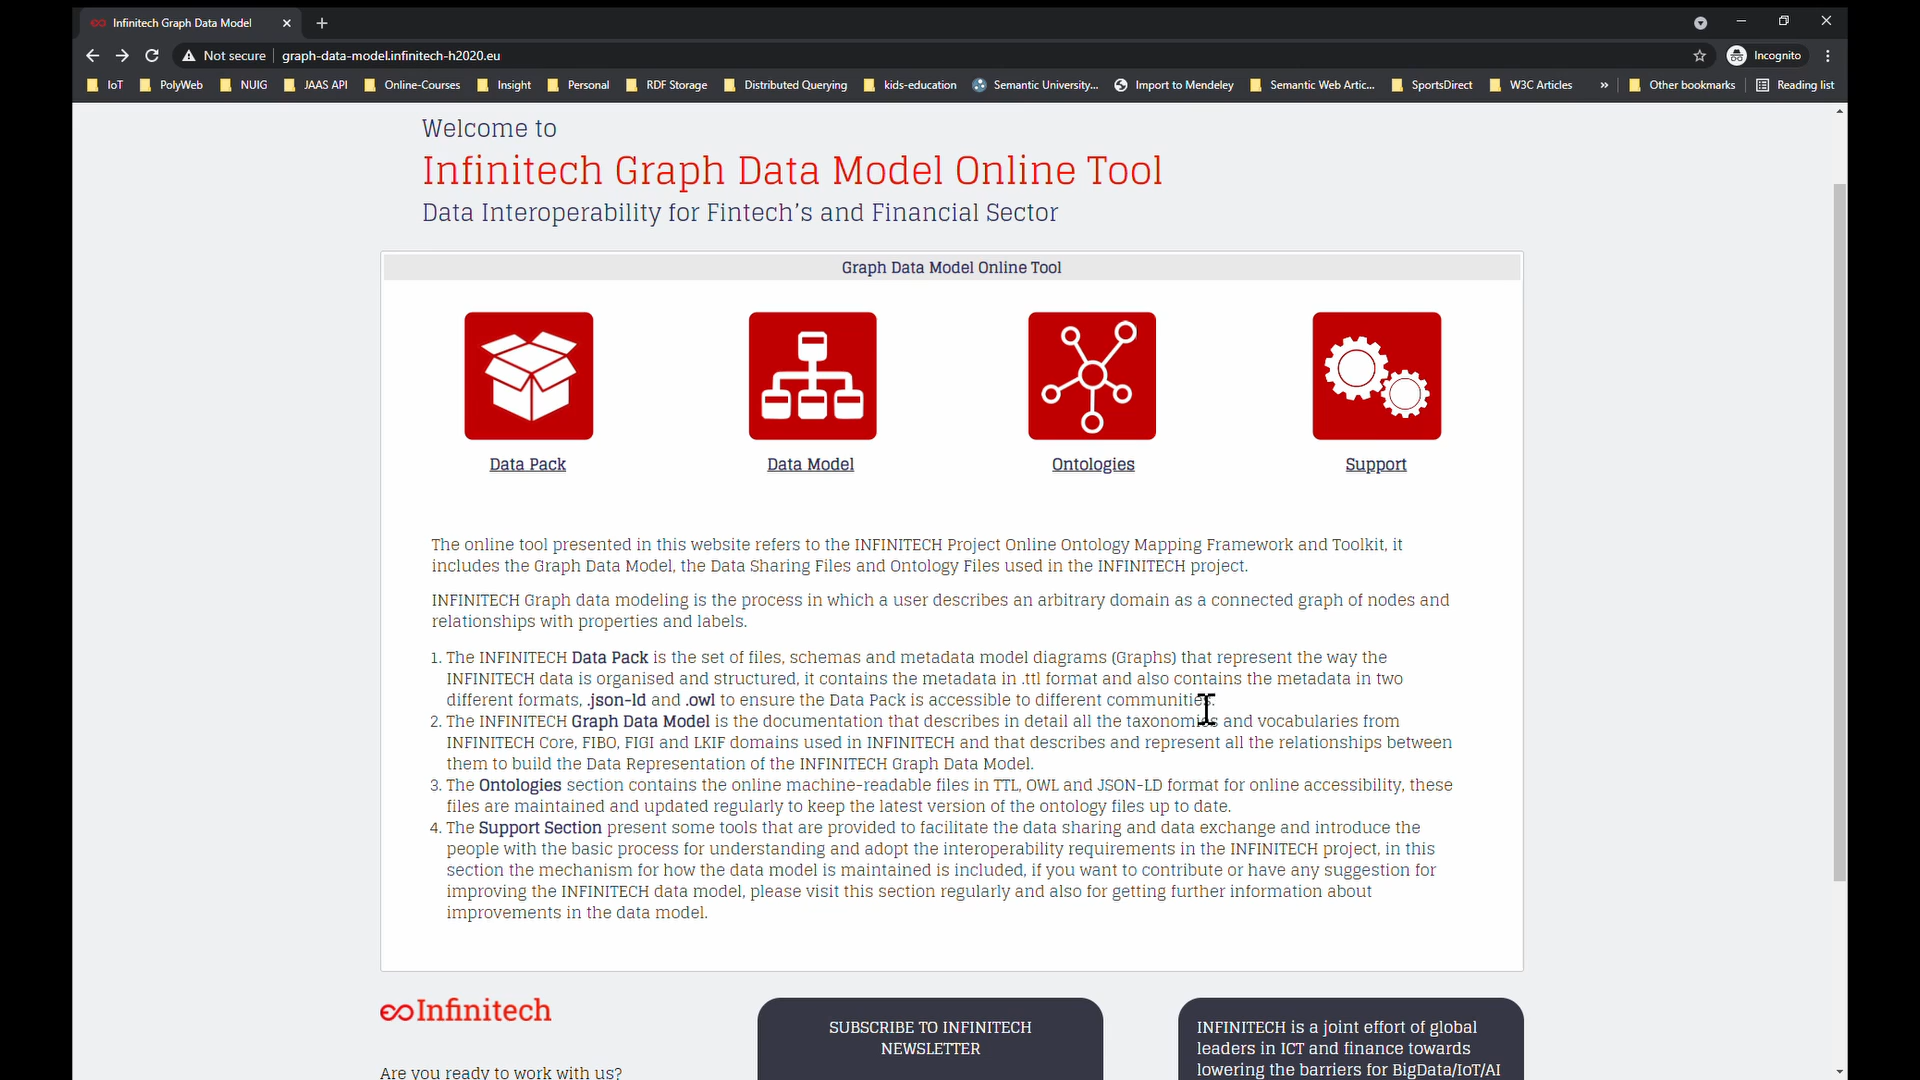 Infinitech Graph Data Model
Not secure graph-data-model.infinitech-h2020.eu Incognito
IoT PolyWeb NUIG JAAS API Online-Courses Insight Personal RDF Storage Distributed Querying kids-education Semantic University... Import to Mendeley Semantic Web Artic... SportsDirect W3C Articles » Other bookmarks Reading list
Welcome to
Infinitech Graph Data Model Online Tool
Data Interoperability for Fintech's and Financial Sector
Graph Data Model Online Tool
Data Pack Data Model Ontologies Support
The online tool presented in this website refers to the INFINITECH Project Online Ontology Mapping Framework and Toolkit, it
includes the Graph Data Model, the Data Sharing Files and Ontology Files used in the INFINITECH project.
INFINITECH Graph data modeling is the process in which a user describes an arbitrary domain as a connected graph of nodes and
relationships with properties and labels.
1. The INFINITECH Data Pack is the set of files, schemas and metadata model diagrams (Graphs) that represent the way the
INFINITECH data is organised and structured, it contains the metadata in .ttl format and also contains the metadata in two
different formats, .json-ld and .owl to ensure the Data Pack is accessible to different communities.
2. The INFINITECH Graph Data Model is the documentation that describes in detail all the taxonomies and vocabularies from
INFINITECH Core, FIBO, FIGI and LKIF domains used in INFINITECH and that describes and represent all the relationships between
them to build the Data Representation of the INFINITECH Graph Data Model.
3. The Ontologies section contains the online machine-readable files in TTL, OWL and JSON-LD format for online accessibility, these
files are maintained and updated regularly to keep the latest version of the ontology files up to date.
4. The Support Section present some tools that are provided to facilitate the data sharing and data exchange and introduce the
people with the basic process for understanding and adopt the interoperability requirements in the INFINITECH project, in this
section the mechanism for how the data model is maintained is included, if you want to contribute or have any suggestion for
improving the INFINITECH data model, please visit this section regularly and also for getting further information about
improvements in the data model.
Infinitech
Are you ready to work with us?
SUBSCRIBE TO INFINITECH
NEWSLETTER
INFINITECH is a joint effort of global
leaders in ICT and finance towards
lowering the barriers for BigData/IoT/AI